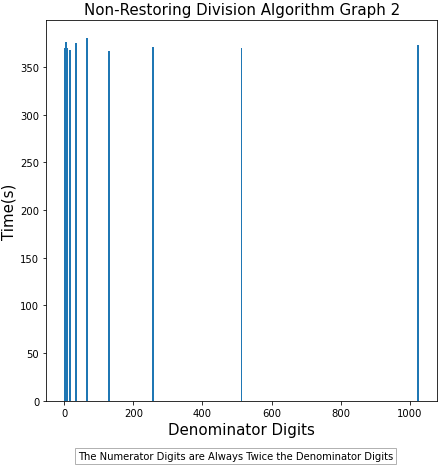 Non-Restoring Division Algorithm Graph 2
Time(s)
350
300
250
200
150
100
50
0
0 200 400 600 800 1000
Denominator Digits
The Numerator Digits are Always Twice the Denominator Digits